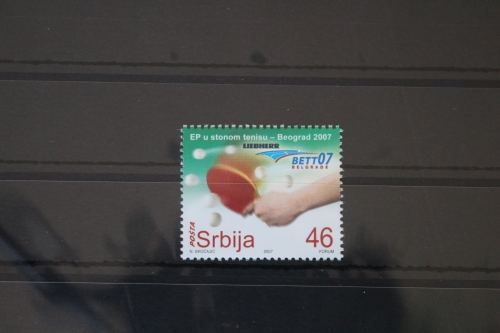 EP u stonom tenisu – Beograd 2007
LIEBHERR
BETT07
BELGRADE
POŠTA
Srbija
46
2007
FORUM